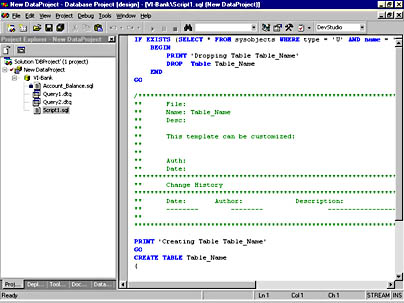 New DataProject - Database Project [design] - [VI-Bank\Script1.sql (New DataProject)]
File Edit View Project Debug Tools Window Help
DevStudio
Project Explorer - New DataProject
Solution 'DBProject' (1 project)
New DataProject
VI-Bank
Account_Balance.sql
Query1.dtq
Query2.dtq
Script1.sql
IF EXISTS (SELECT * FROM sysobjects WHERE type = 'U' AND name =
BEGIN
PRINT 'Dropping Table Table_Name'
DROP Table Table_Name
END
GO
/******************************************************************
** File:
** Name: Table_Name
** Desc:
**
** This template can be customized:
**
**
** Auth:
** Date:
*******************************************************************
** Change History
*******************************************************************
** Date: Author: Description:
** -------- -------- ----------------
**
*******************************************************************
PRINT 'Creating Table Table_Name'
GO
CREATE TABLE Table_Name
(
Proj... Depl... Too... Doc... Data...
Ready Ln 1 Col 1 Ch 1 STREAM INS